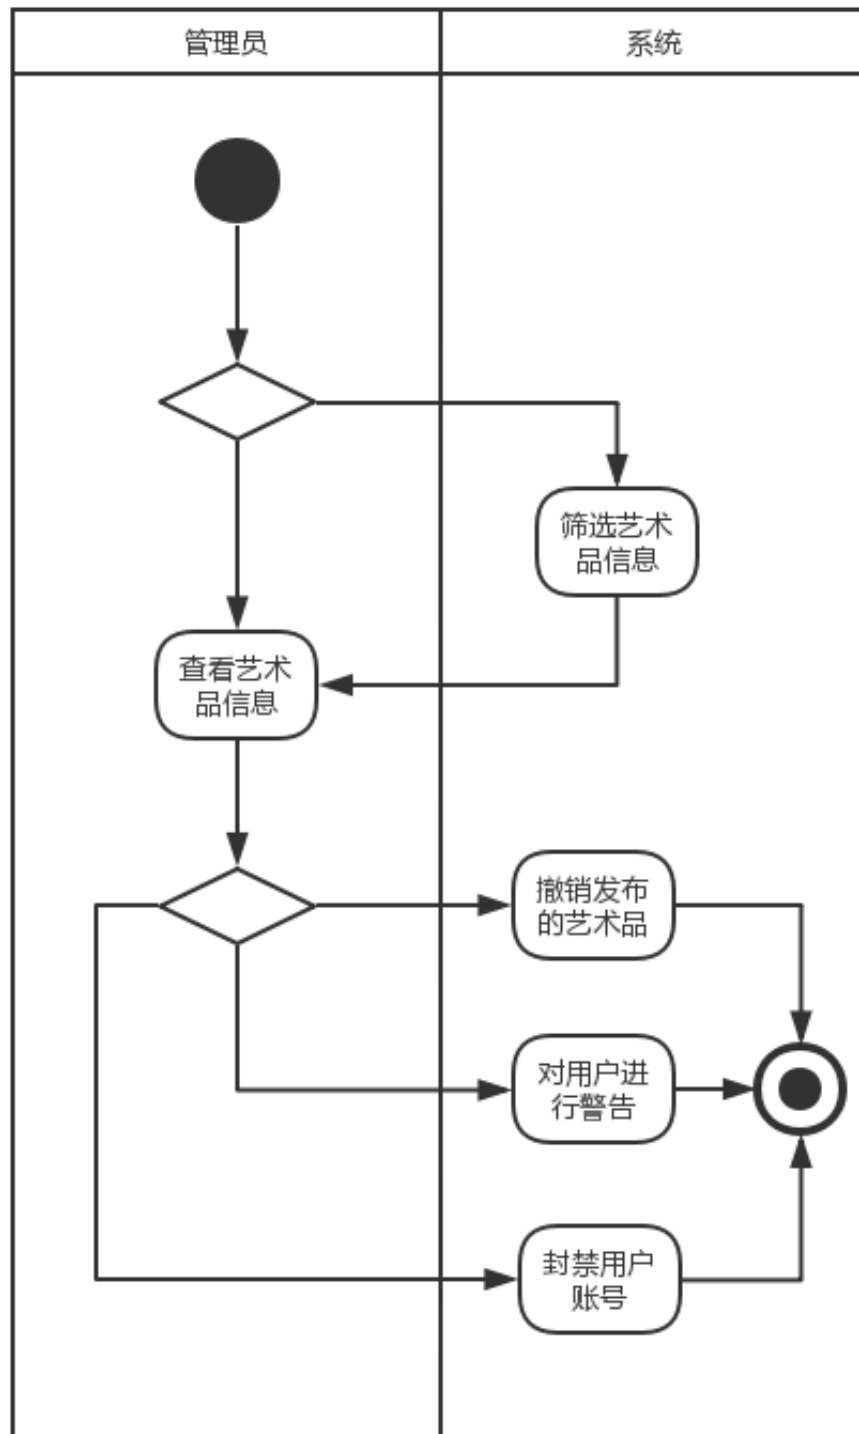 管理员
系统
筛选艺术
品信息
查看艺术
品信息
撤销发布
的艺术品
对用户进
行警告
封禁用户
账号